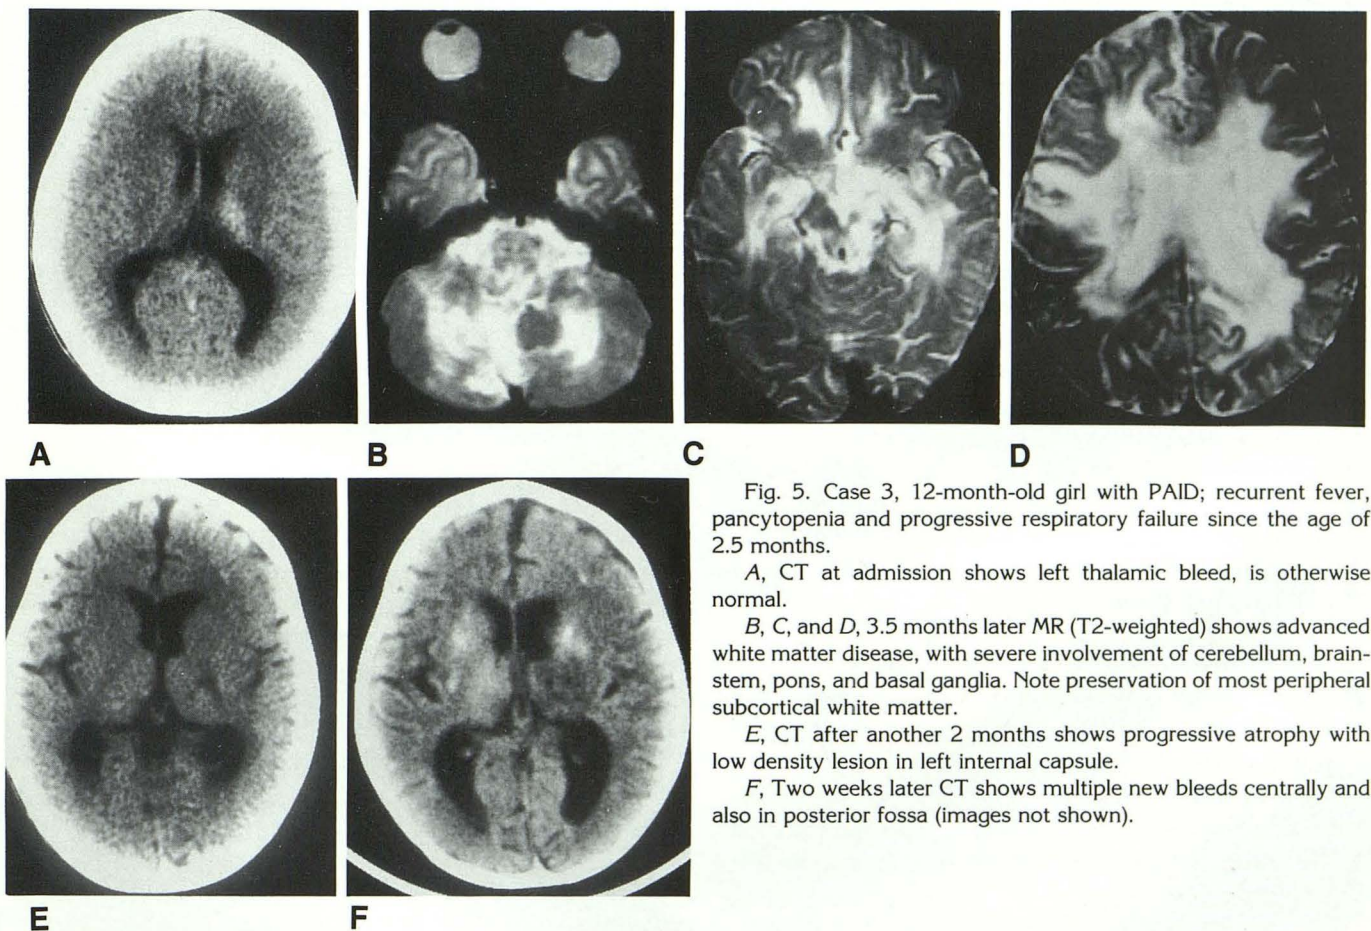 A
B
C
D
E
F
Fig. 5. Case 3, 12-month-old girl with PAID; recurrent fever,
pancytopenia and progressive respiratory failure since the age of
2.5 months.
A, CT at admission shows left thalamic bleed, is otherwise
normal.
B, C, and D, 3.5 months later MR (T2-weighted) shows advanced
white matter disease, with severe involvement of cerebellum, brain-
stem, pons, and basal ganglia. Note preservation of most peripheral
subcortical white matter.
E, CT after another 2 months shows progressive atrophy with
low density lesion in left internal capsule.
F, Two weeks later CT shows multiple new bleeds centrally and
also in posterior fossa (images not shown).